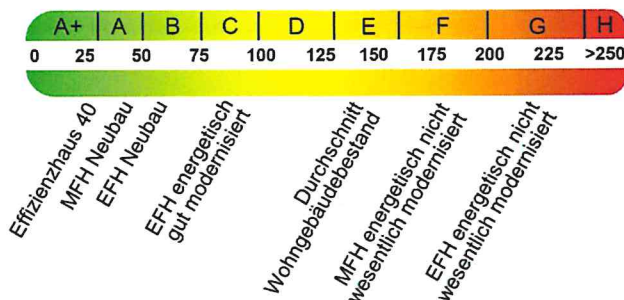 A+ A B C D E F G H
0 25 50 75 100 125 150 175 200 225 >250
Effizienzhaus 40
MFH Neubau
EFH Neubau
EFH energetisch
gut modernisiert
Durchschnitt
Wohngebäudebestand
MFH energetisch nicht
wesentlich modernisiert
EFH energetisch nicht
wesentlich modernisiert